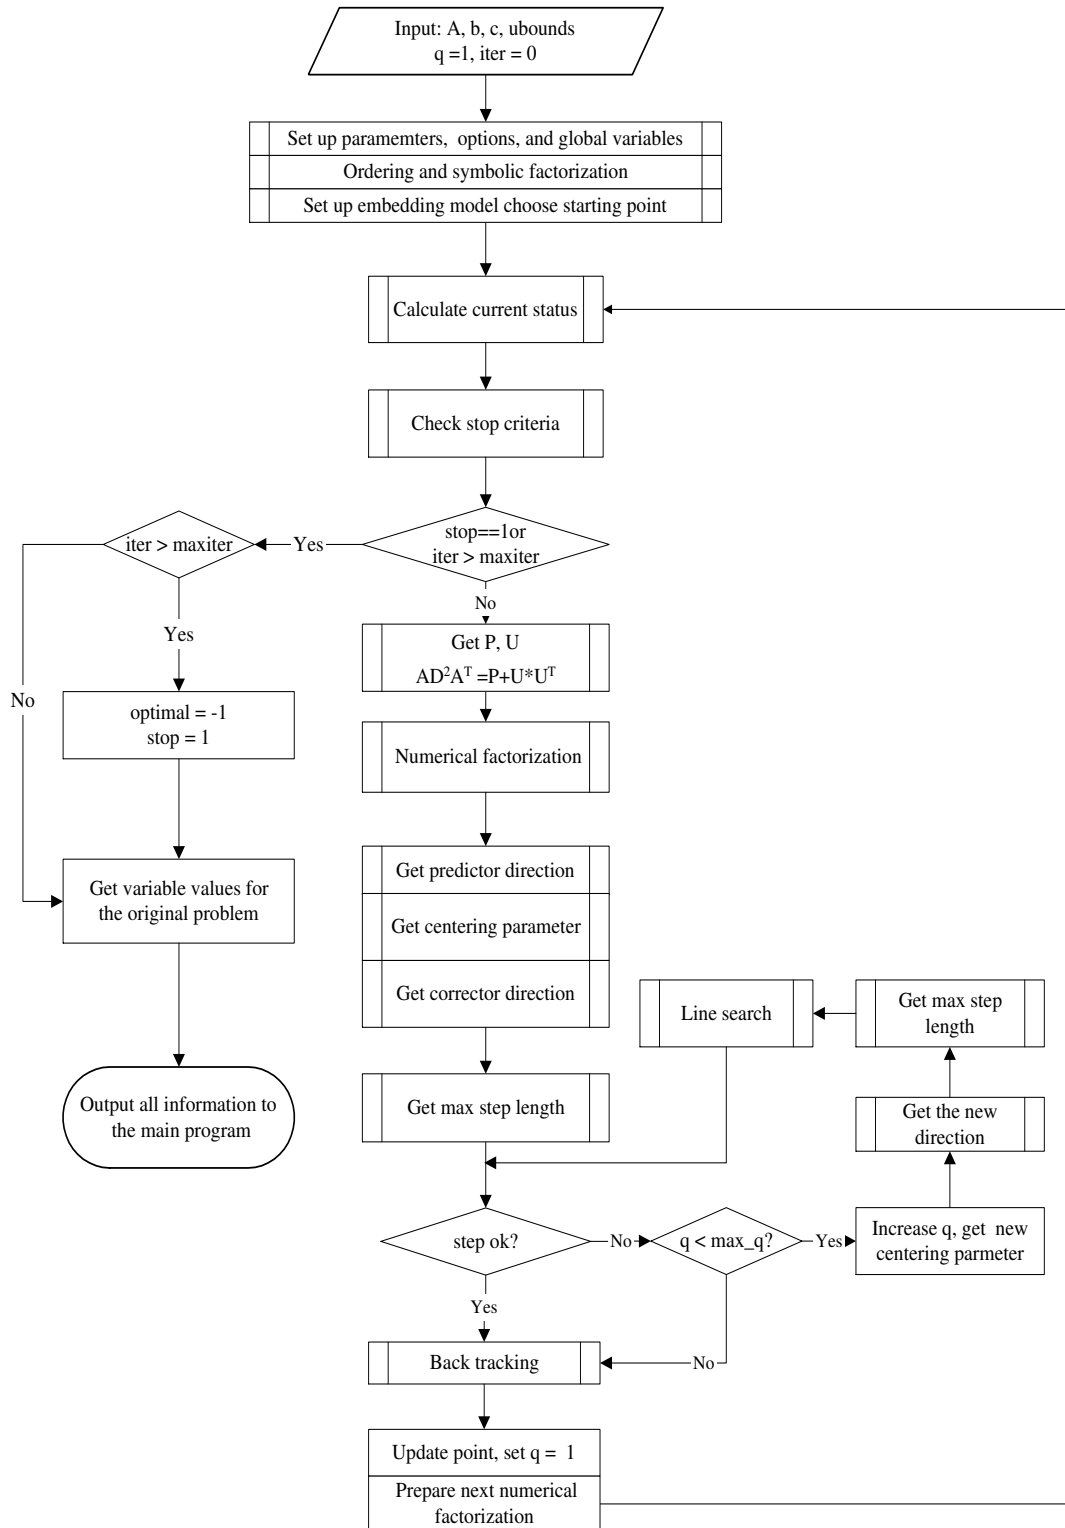 Input: A, b, c, ubounds
q =1, iter = 0
Set up paramemters, options, and global variables
Ordering and symbolic factorization
Set up embedding model choose starting point
Calculate current status
Check stop criteria
stop==1or
iter > maxiter
Yes
iter > maxiter
No
Yes
No
Get P, U
AD²Aᵀ =P+U*Uᵀ
optimal = -1
stop = 1
Numerical factorization
Get variable values for
the original problem
Get predictor direction
Get centering parameter
Get corrector direction
Line search
Get max step
length
Get max step length
Output all information to
the main program
Get the new
direction
step ok?
No
q < max_q?
Yes
Increase q, get new
centering parmeter
Yes
Back tracking
No
Update point, set q = 1
Prepare next numerical
factorization